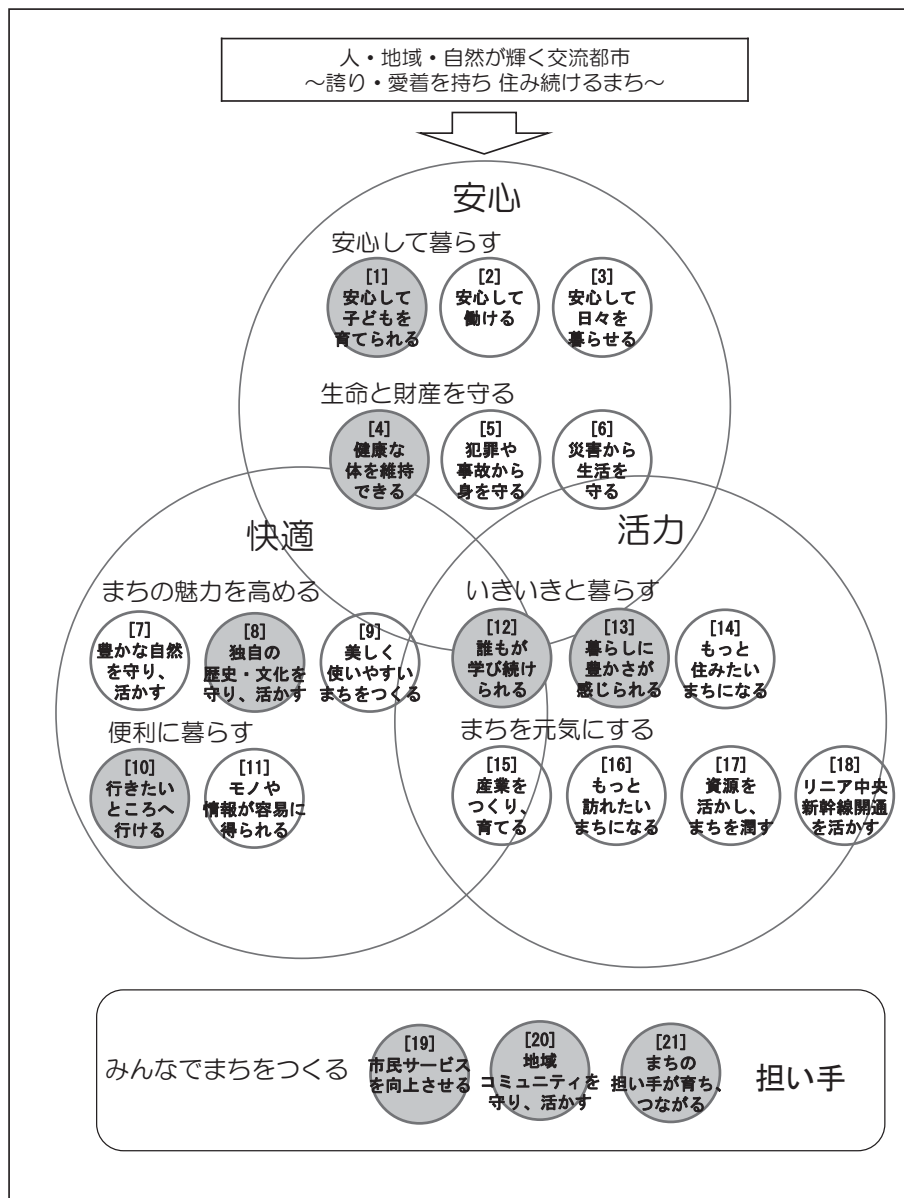 人・地域・自然が輝く交流都市
～誇り・愛着を持ち 住み続けるまち～
安心
安心して暮らす
[1]
安心して
子どもを
育てられる
[2]
安心して
働ける
[3]
安心して
日々を
暮らせる
生命と財産を守る
[4]
健康な
体を維持
できる
[5]
犯罪や
事故から
身を守る
[6]
災害から
生活を
守る
快適
まちの魅力を高める
[7]
豊かな自然
を守り、
活かす
[8]
独自の
歴史・文化を
守り、活かす
[9]
美しく
使いやすい
まちをつくる
便利に暮らす
[10]
行きたい
ところへ
行ける
[11]
モノや
情報が容易に
得られる
活力
いきいきと暮らす
[12]
誰もが
学び続け
られる
[13]
暮らしに
豊かさが
感じられる
[14]
もっと
住みたい
まちになる
まちを元気にする
[15]
産業を
つくり、
育てる
[16]
もっと
訪れたい
まちになる
[17]
資源を
活かし、
まちを潤す
[18]
リニア中央
新幹線開通
を活かす
みんなでまちをつくる
[19]
市民サービス
を向上させる
[20]
地域
コミュニティを
守り、活かす
[21]
まちの
担い手が育ち、
つながる
担い手